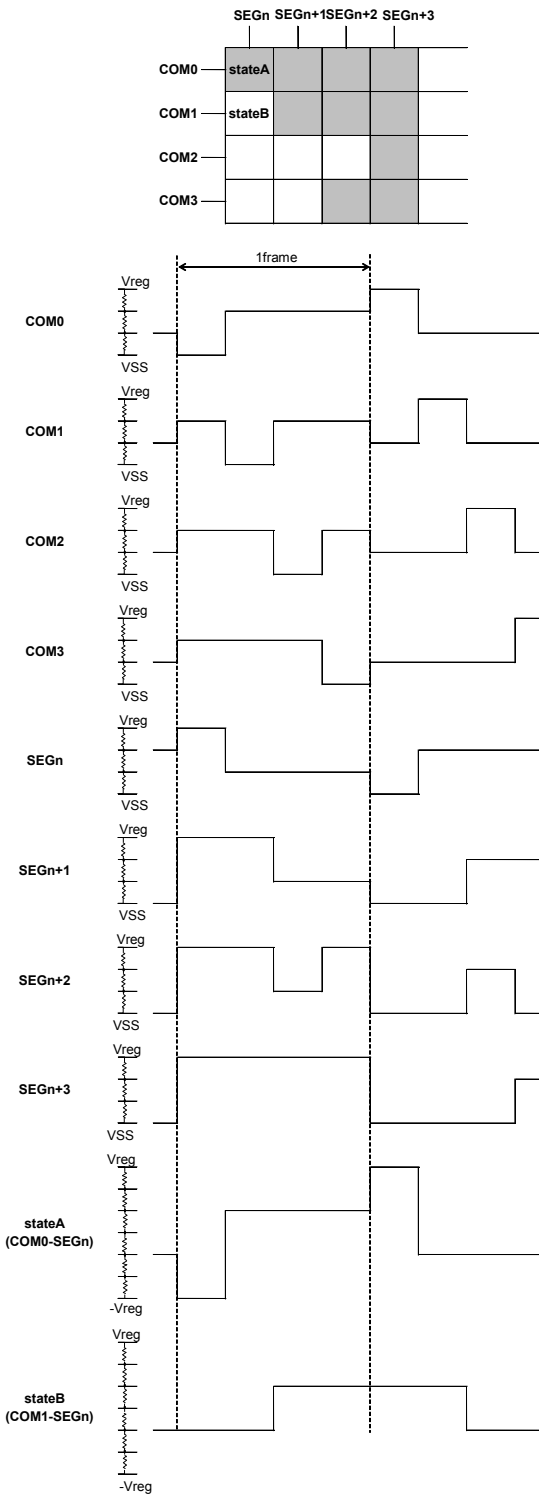 SEGn SEGn+1SEGn+2 SEGn+3
COM0 stateA
COM1 stateB
COM2
COM3
1frame
Vreg
COM0
VSS
Vreg
COM1
VSS
Vreg
COM2
VSS
Vreg
COM3
VSS
Vreg
SEGn
VSS
Vreg
SEGn+1
VSS
Vreg
SEGn+2
VSS
Vreg
SEGn+3
VSS
Vreg
stateA
(COM0-SEGn)
-Vreg
Vreg
stateB
(COM1-SEGn)
-Vreg